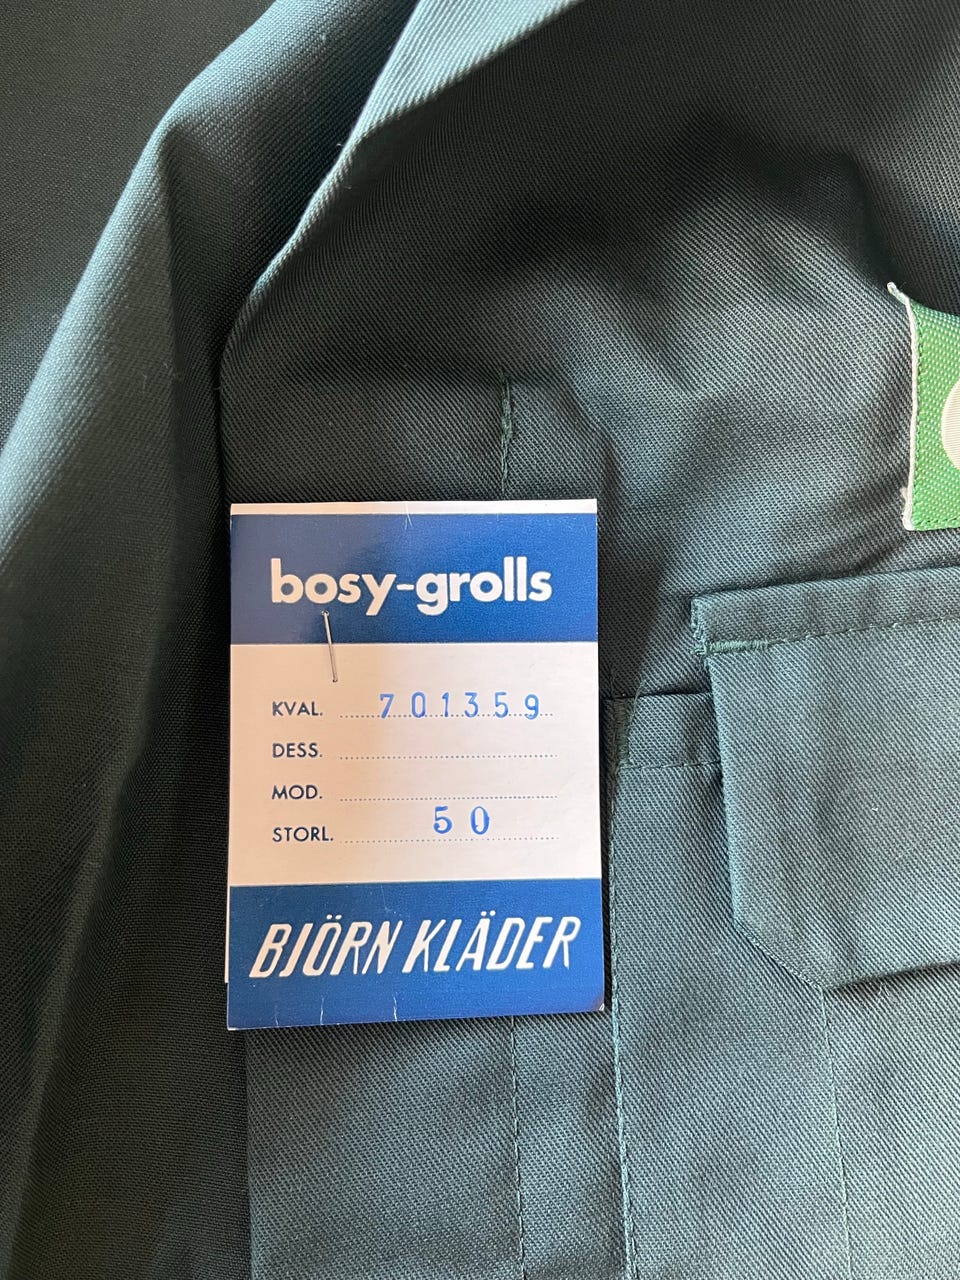 bosy-grolls
KVAL. 701359
DESS.
MOD.
STORL. 50
BJÖRN KLÄDER